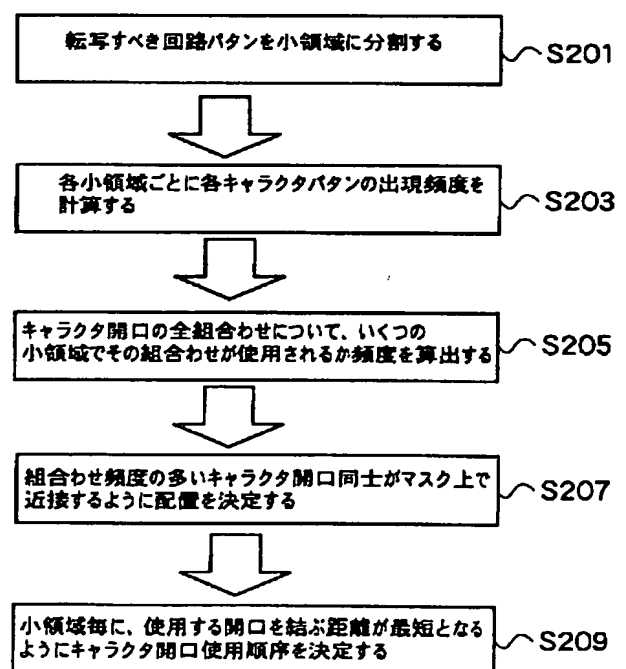 転写すべき回路パタンを小領域に分割する
S201
各小領域ごとに各キャラクタパタンの出現頻度を
計算する
S203
キャラクタ開口の全組合わせについて、いくつの
小領域でその組合わせが使用されるか頻度を算出する
S205
組合わせ頻度の多いキャラクタ開口同士がマスク上で
近接するように配置を決定する
S207
小領域毎に、使用する開口を結ぶ距離が最短となる
ようにキャラクタ開口使用順序を決定する
S209